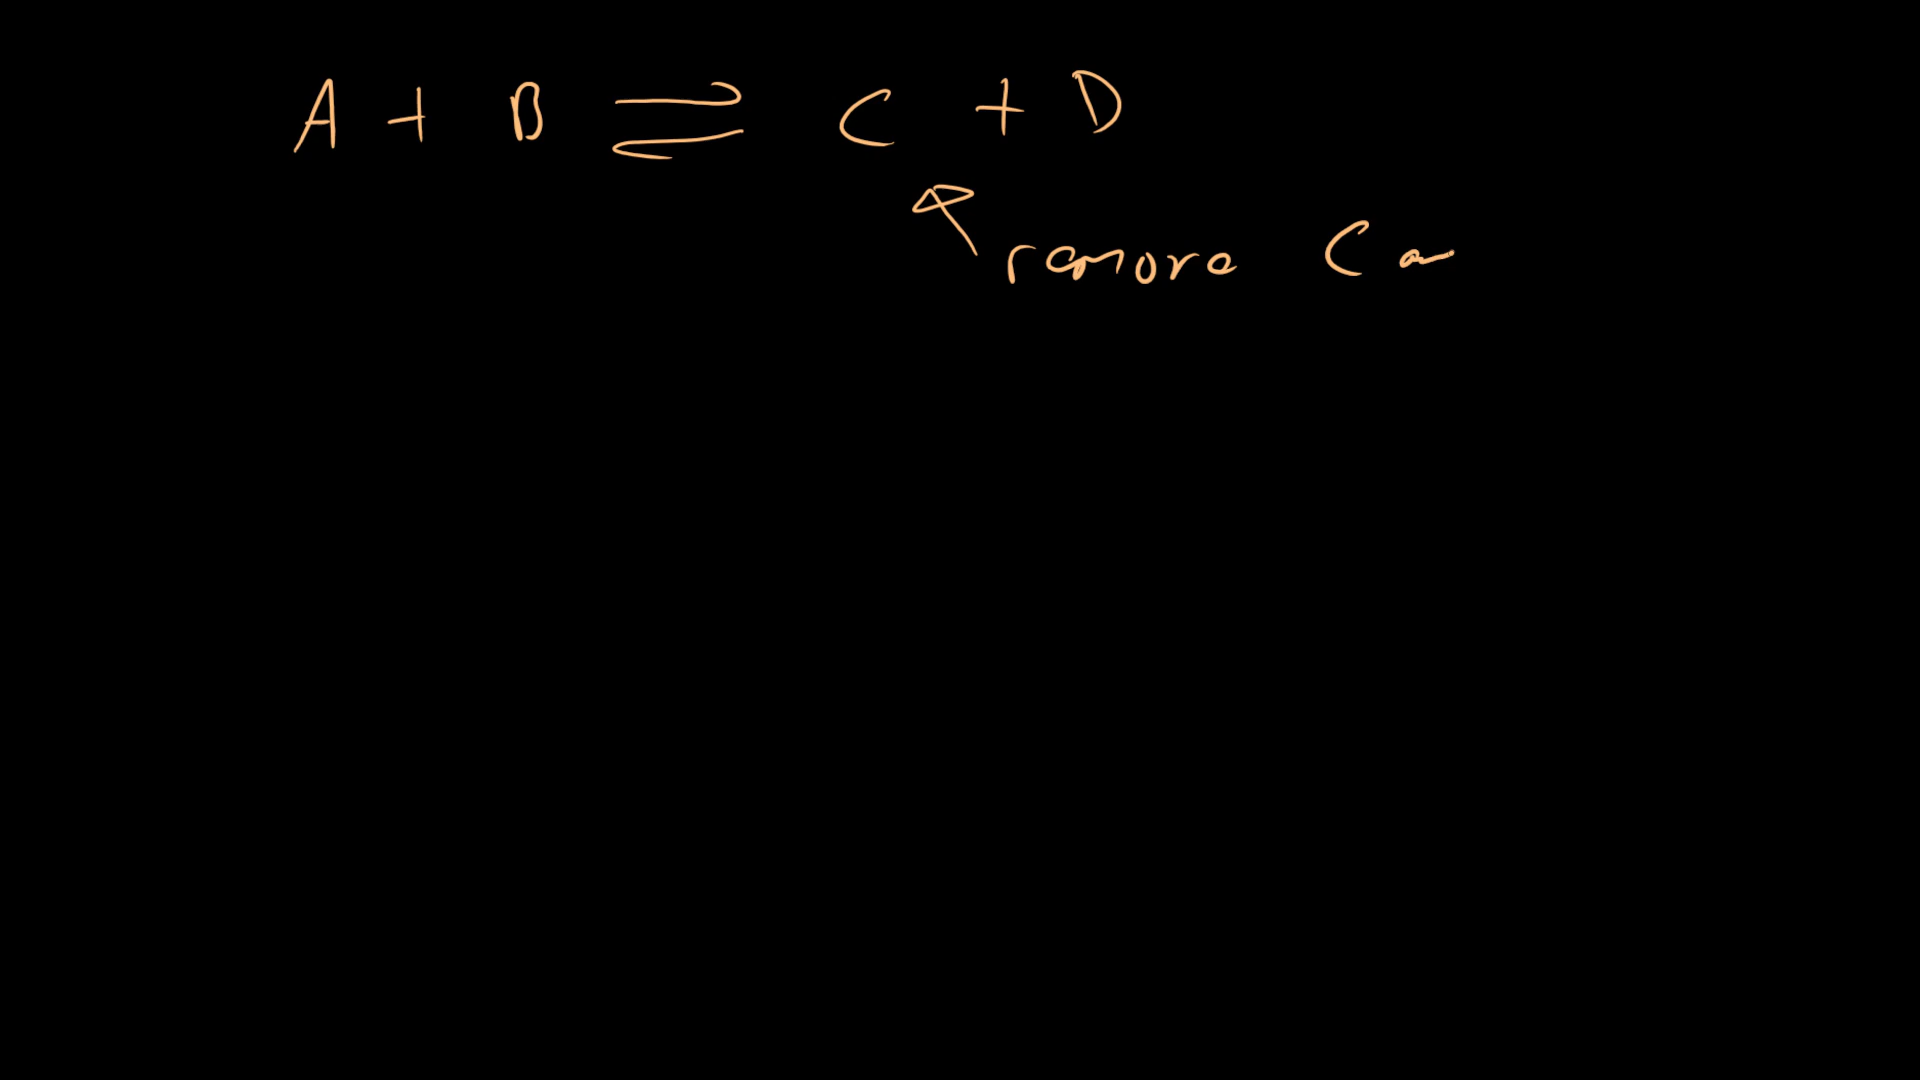 A + B ⇌ C + D
remove C